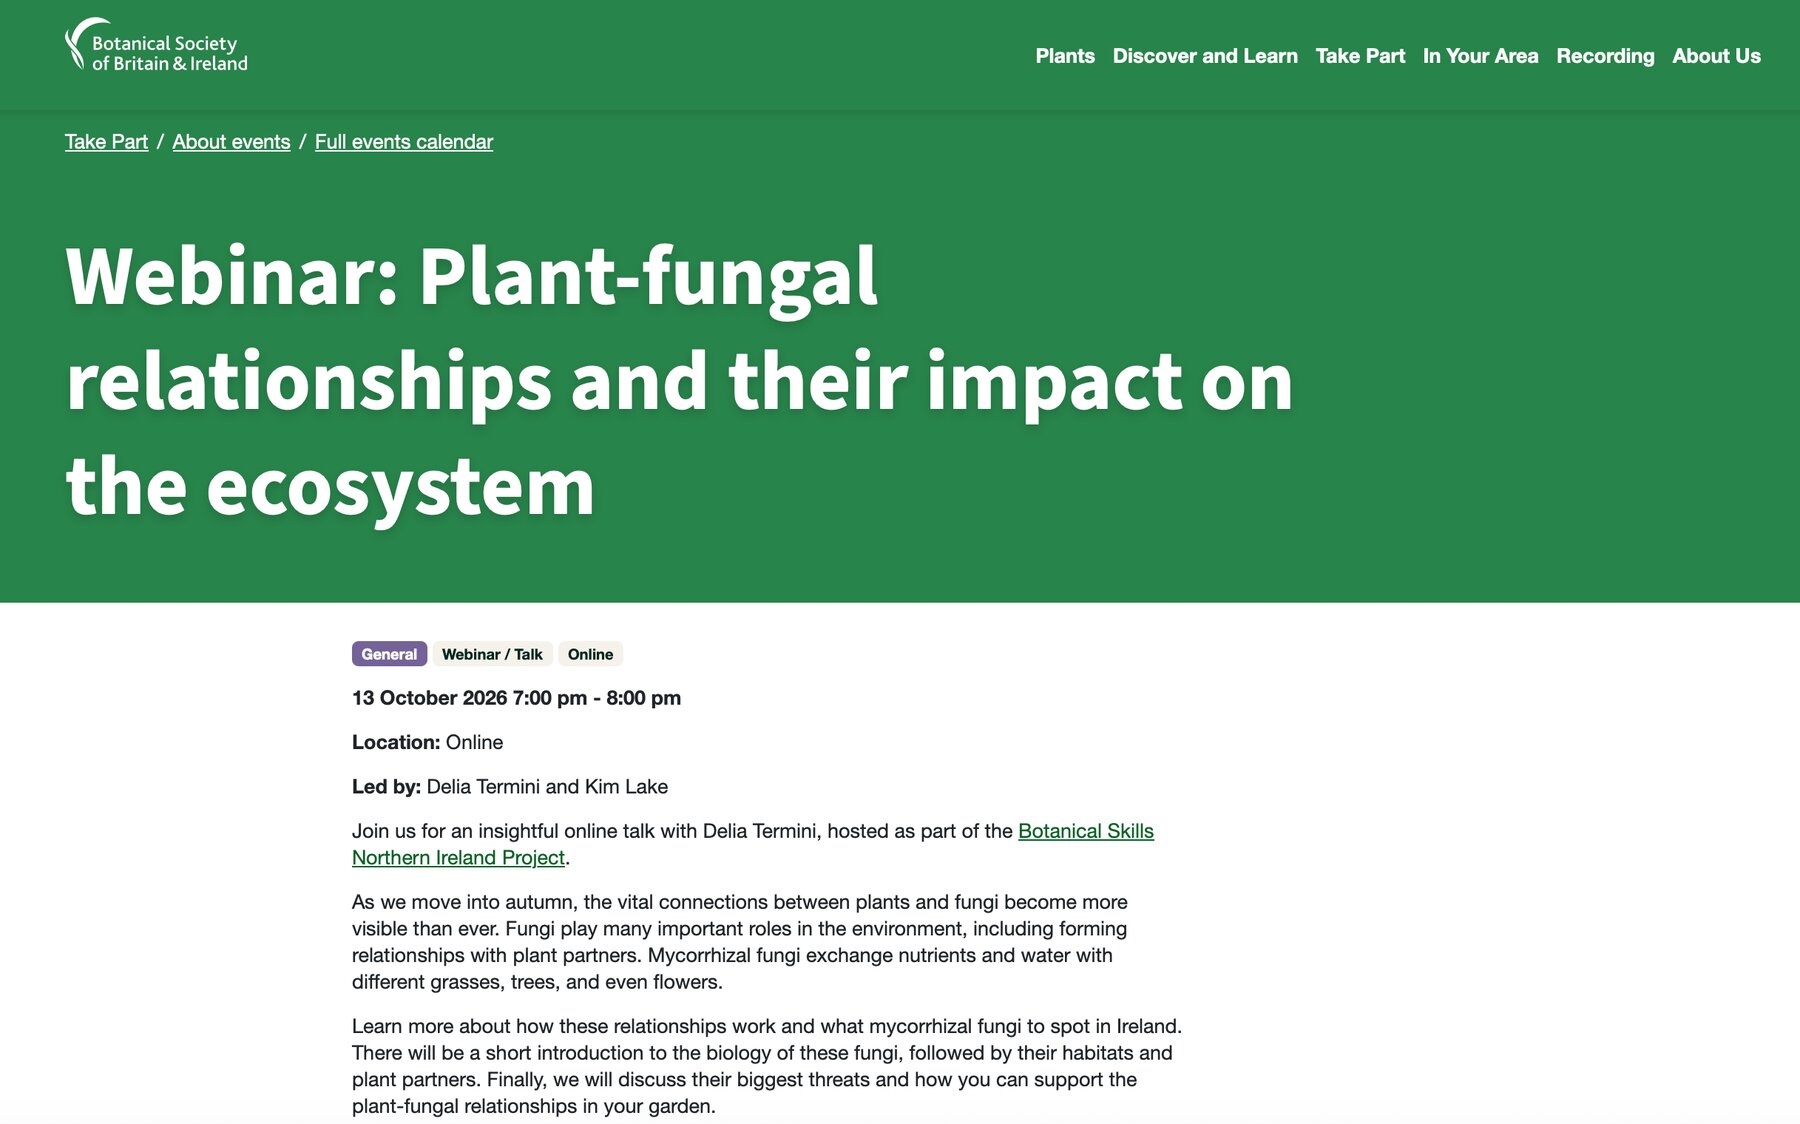 Botanical Society
of Britain & Ireland
Plants Discover and Learn Take Part In Your Area Recording About Us
Take Part / About events / Full events calendar
Webinar: Plant-fungal
relationships and their impact on
the ecosystem
General Webinar / Talk Online
13 October 2026 7:00 pm - 8:00 pm
Location: Online
Led by: Delia Termini and Kim Lake
Join us for an insightful online talk with Delia Termini, hosted as part of the Botanical Skills
Northern Ireland Project.
As we move into autumn, the vital connections between plants and fungi become more
visible than ever. Fungi play many important roles in the environment, including forming
relationships with plant partners. Mycorrhizal fungi exchange nutrients and water with
different grasses, trees, and even flowers.
Learn more about how these relationships work and what mycorrhizal fungi to spot in Ireland.
There will be a short introduction to the biology of these fungi, followed by their habitats and
plant partners. Finally, we will discuss their biggest threats and how you can support the
plant-fungal relationships in your garden.